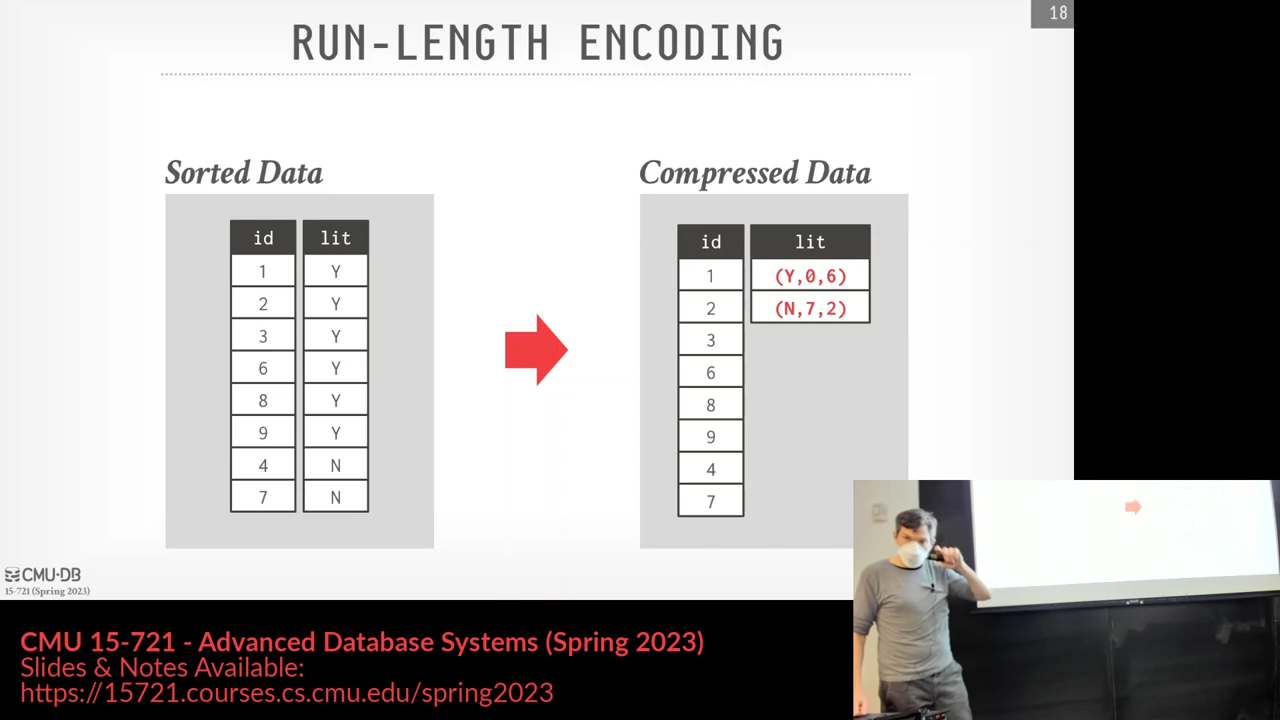 18
RUN-LENGTH ENCODING
Sorted Data
id lit
1 Y
2 Y
3 Y
6 Y
8 Y
9 Y
4 N
7 N
Compressed Data
id lit
1 (Y,0,6)
2 (N,7,2)
3
6
8
9
4
7
CMU·DB
15-721 (Spring 2023)
CMU 15-721 - Advanced Database Systems (Spring 2023)
Slides & Notes Available:
https://15721.courses.cs.cmu.edu/spring2023